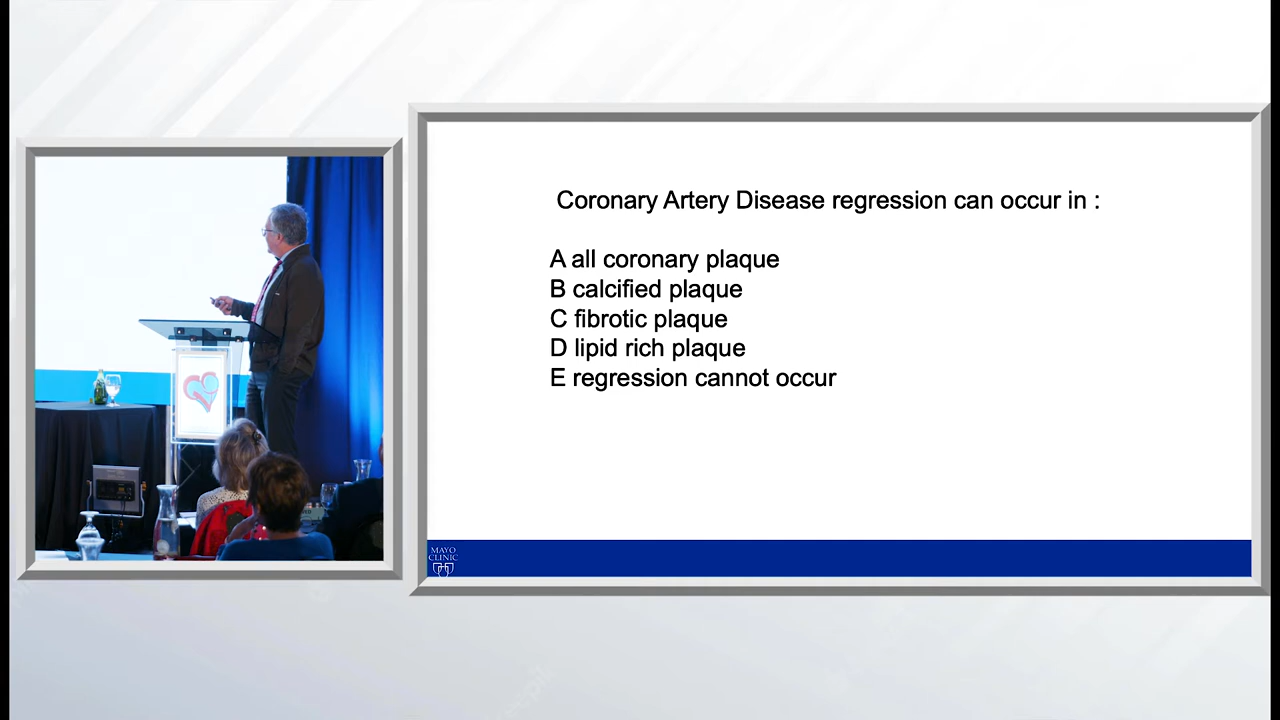 Coronary Artery Disease regression can occur in :
A all coronary plaque
B calcified plaque
C fibrotic plaque
D lipid rich plaque
E regression cannot occur
MAYO
CLINIC